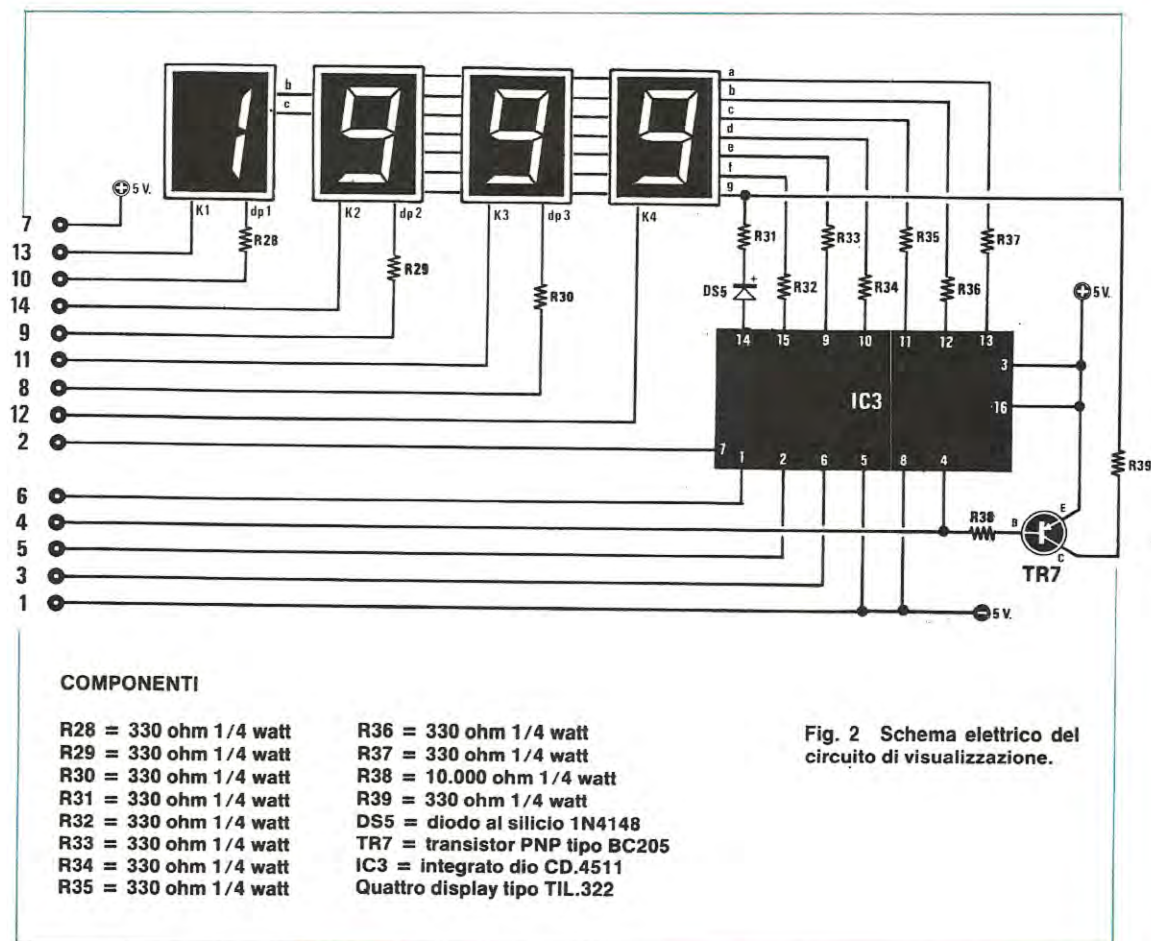 b
c
a
b
c
d
e
f
g
⊕ 5 V.
K1
dp1
K2
dp2
K3
dp3
K4
R28
R29
R30
R31
R32
R33
R34
R35
R36
R37
DS5
+
⊕ 5 V.
7
13
10
14
9
11
8
12
2
6
4
5
3
1
14 15 9 10 11 12 13
3
IC3
16
7
1 2 6 5 8 4
R38
R39
B
E
C
TR7
⊖ 5 V.
COMPONENTI
R28 = 330 ohm 1/4 watt
R29 = 330 ohm 1/4 watt
R30 = 330 ohm 1/4 watt
R31 = 330 ohm 1/4 watt
R32 = 330 ohm 1/4 watt
R33 = 330 ohm 1/4 watt
R34 = 330 ohm 1/4 watt
R35 = 330 ohm 1/4 watt
R36 = 330 ohm 1/4 watt
R37 = 330 ohm 1/4 watt
R38 = 10.000 ohm 1/4 watt
R39 = 330 ohm 1/4 watt
DS5 = diodo al silicio 1N4148
TR7 = transistor PNP tipo BC205
IC3 = integrato dio CD.4511
Quattro display tipo TIL.322
Fig. 2 Schema elettrico del
circuito di visualizzazione.